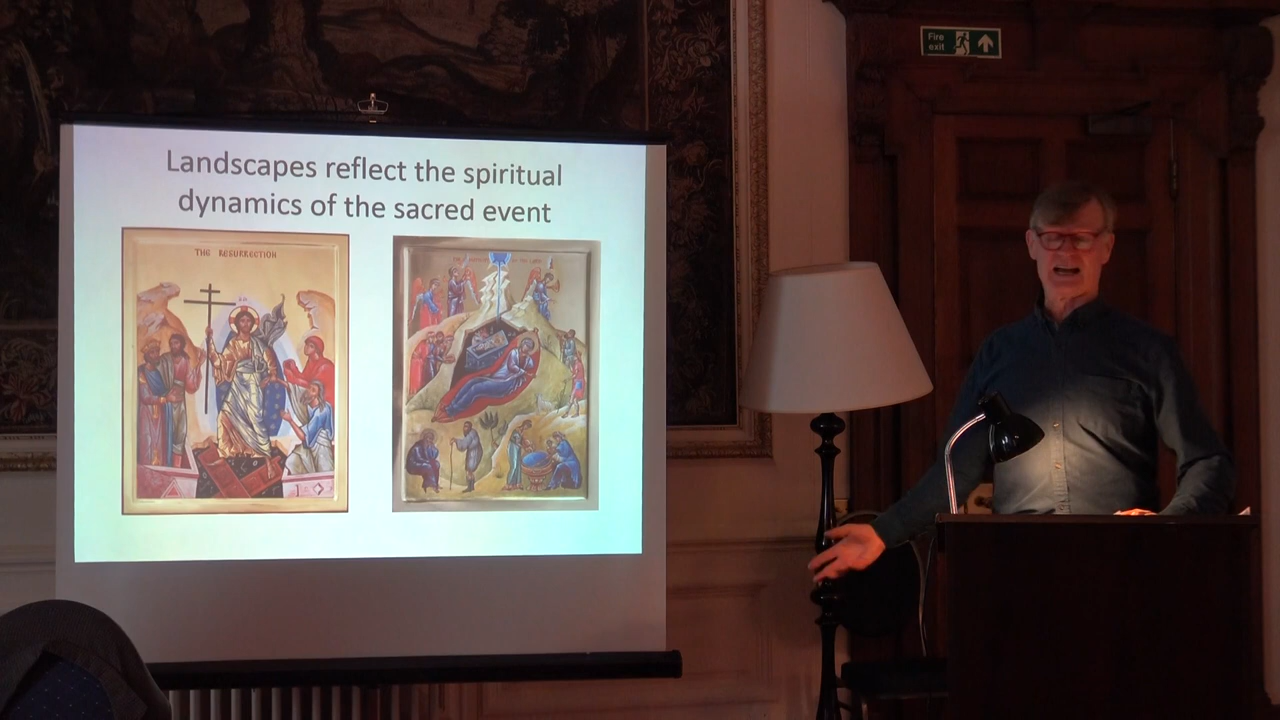 Landscapes reflect the spiritual
dynamics of the sacred event
THE RESURRECTION
Fire
exit